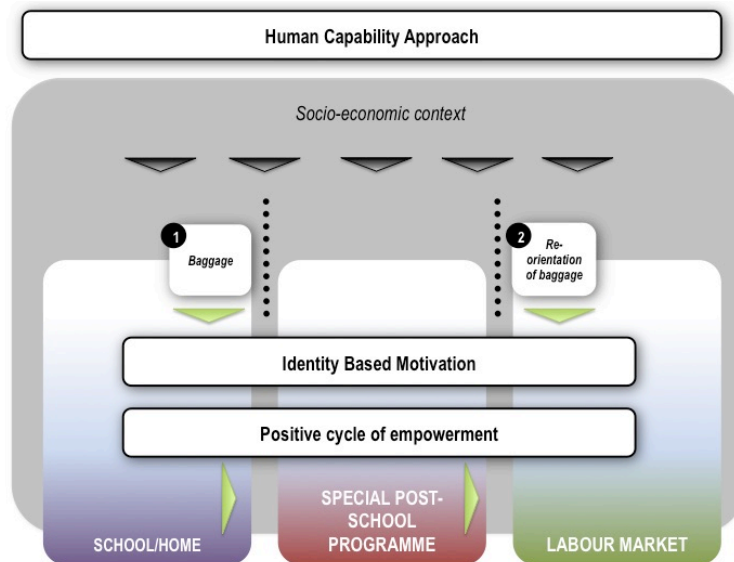 Human Capability Approach
Socio-economic context
1
Baggage
2
Re-
orientation
of baggage
Identity Based Motivation
Positive cycle of empowerment
SCHOOL/HOME
SPECIAL POST-
SCHOOL
PROGRAMME
LABOUR MARKET